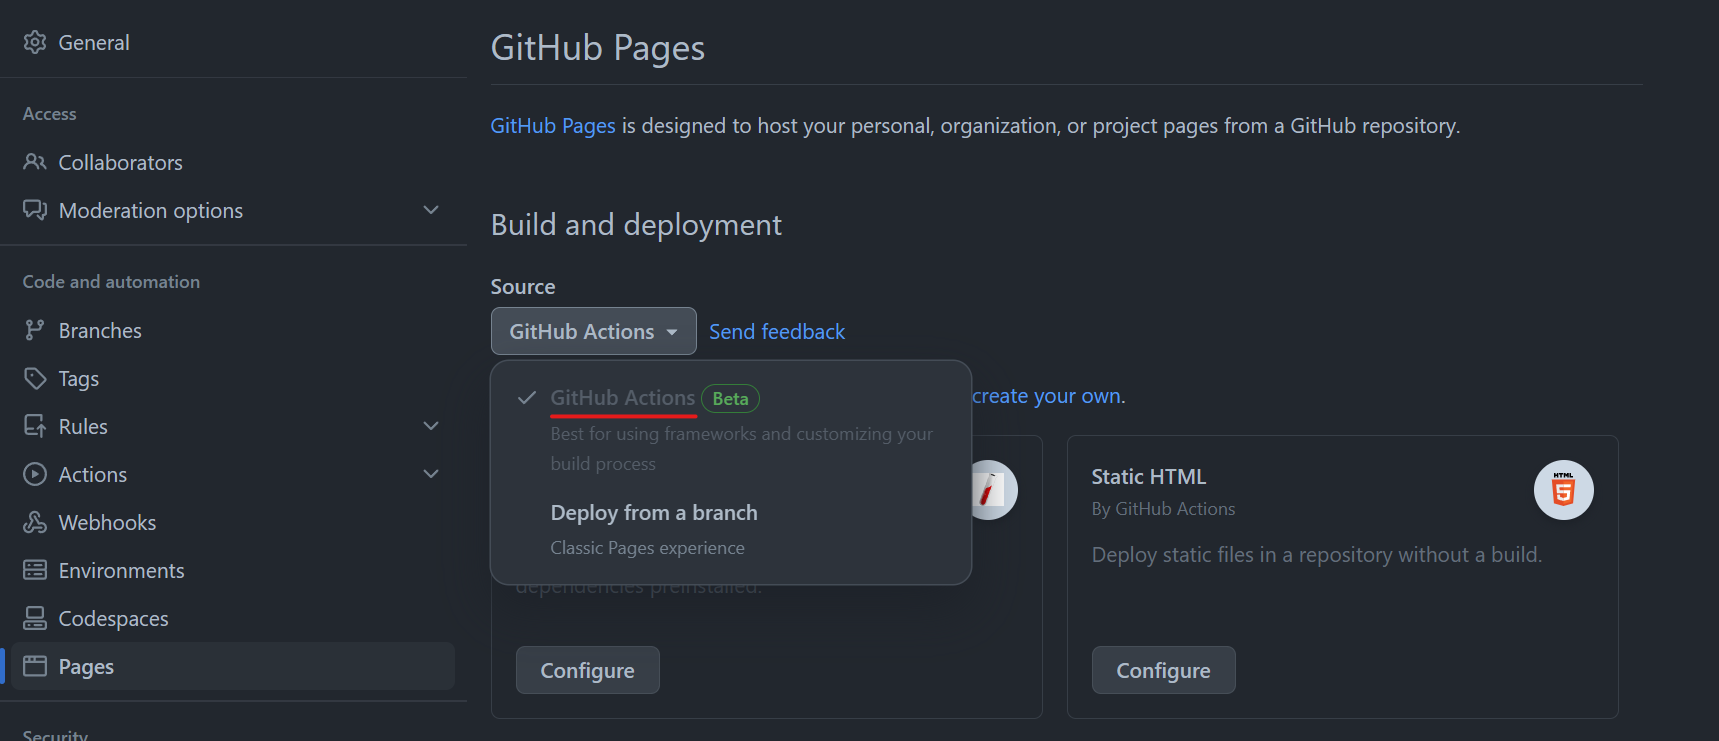 General
Access
Collaborators
Moderation options
Code and automation
Branches
Tags
Rules
Actions
Webhooks
Environments
Codespaces
Pages
Security
GitHub Pages
GitHub Pages is designed to host your personal, organization, or project pages from a GitHub repository.
Build and deployment
Source
GitHub Actions
Send feedback
GitHub Actions Beta
Best for using frameworks and customizing your
build process
Deploy from a branch
Classic Pages experience
create your own.
dependencies preinstalled.
Configure
Static HTML
By GitHub Actions
HTML
5
Deploy static files in a repository without a build.
Configure